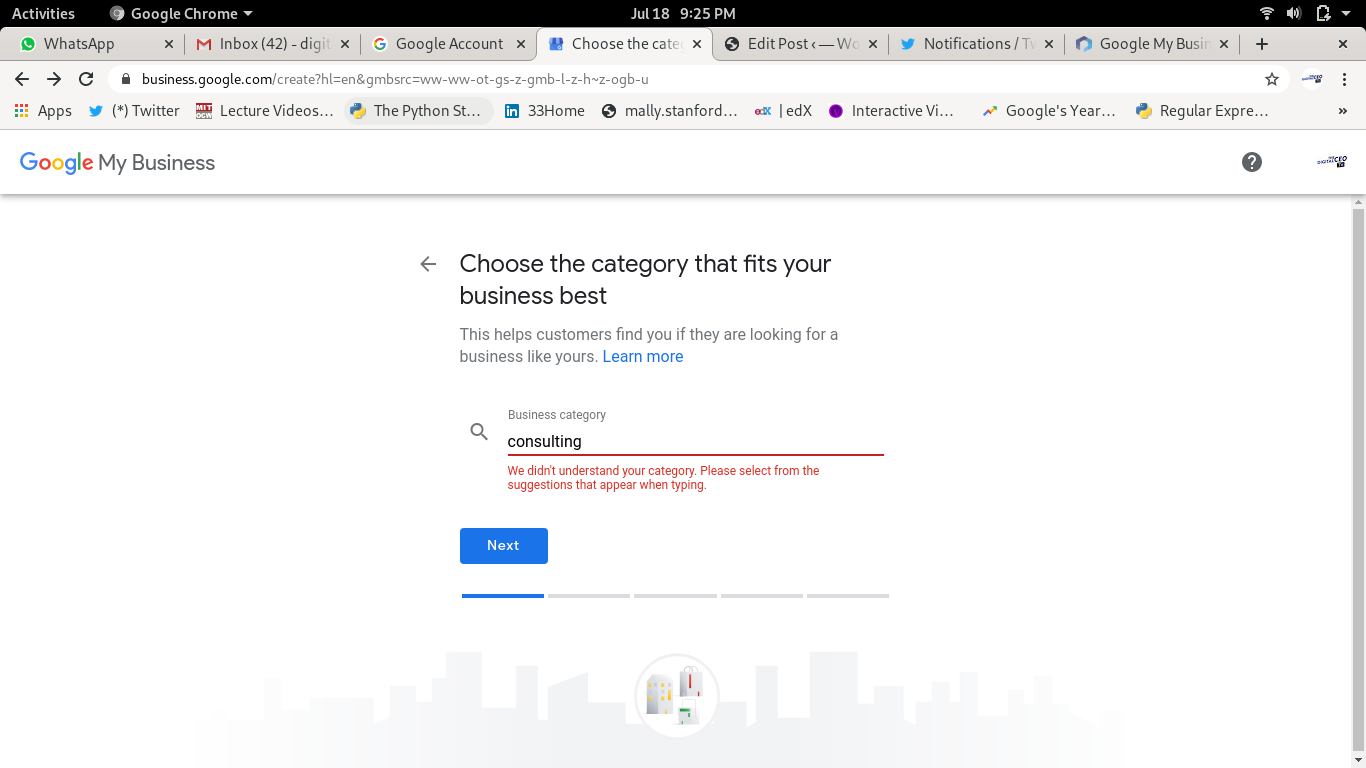 Activities Google Chrome Jul 18 9:25 PM
WhatsApp Inbox (42) - digit Google Account Choose the cate Edit Post ‹ — Wo Notifications / Tw Google My Busin
business.google.com/create?hl=en&gmbsrc=ww-ww-ot-gs-z-gmb-l-z-h~z-ogb-u
Apps (*) Twitter MIT OCW Lecture Videos… The Python St… in 33Home mally.stanford… edX | edX Interactive Vi… Google's Year… Regular Expre… »
Google My Business
Choose the category that fits your
business best
This helps customers find you if they are looking for a
business like yours. Learn more
Business category
consulting
We didn't understand your category. Please select from the
suggestions that appear when typing.
Next